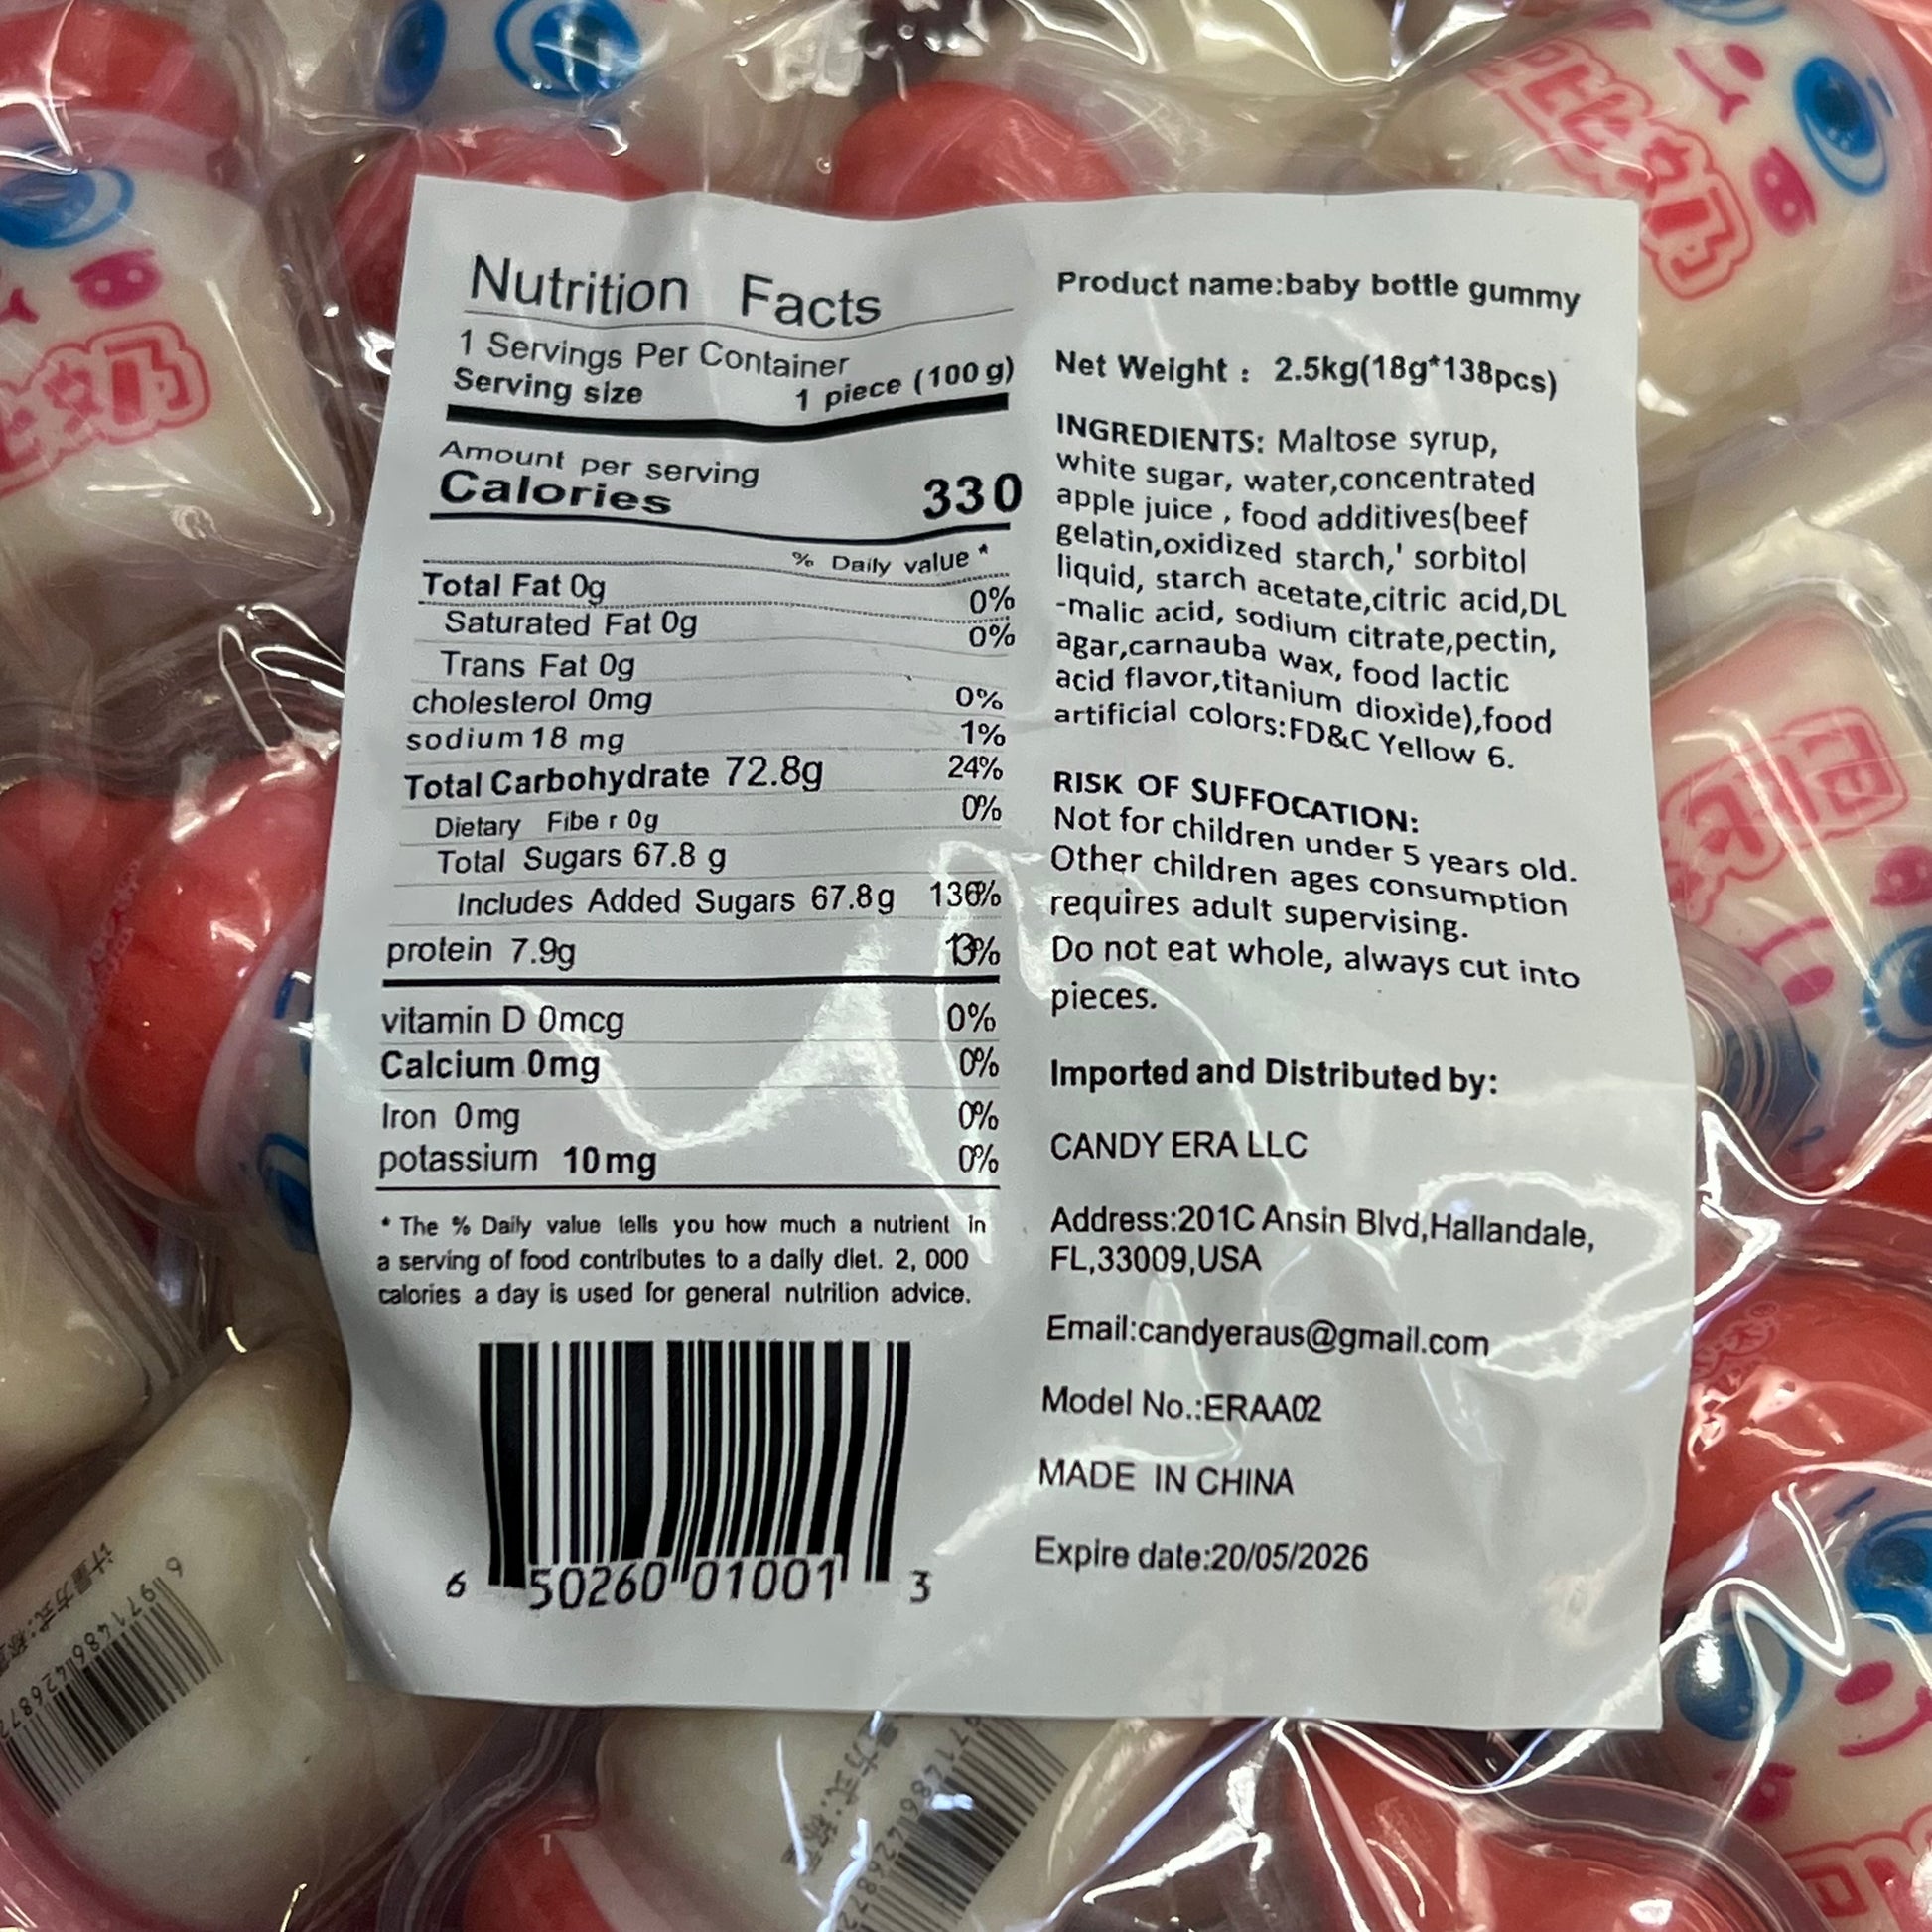 Nutrition Facts
1 Servings Per Container
Serving size 1 piece (100 g)
Amount per serving
Calories 330
% Daily value *
Total Fat 0g 0%
Saturated Fat 0g 0%
Trans Fat 0g
cholesterol 0mg 0%
sodium 18 mg 1%
Total Carbohydrate 72.8g 24%
Dietary Fibe r 0g 0%
Total Sugars 67.8 g
Includes Added Sugars 67.8g 136%
protein 7.9g 13%
vitamin D 0mcg 0%
Calcium 0mg 0%
Iron 0mg 0%
potassium 10mg 0%
* The % Daily value tells you how much a nutrient in
a serving of food contributes to a daily diet. 2, 000
calories a day is used for general nutrition advice.
6 50260 01001 3
Product name:baby bottle gummy
Net Weight : 2.5kg(18g*138pcs)
INGREDIENTS: Maltose syrup,
white sugar, water,concentrated
apple juice , food additives(beef
gelatin,oxidized starch,' sorbitol
liquid, starch acetate,citric acid,DL
-malic acid, sodium citrate,pectin,
agar,carnauba wax, food lactic
acid flavor,titanium dioxide),food
artificial colors:FD&C Yellow 6.
RISK OF SUFFOCATION:
Not for children under 5 years old.
Other children ages consumption
requires adult supervising.
Do not eat whole, always cut into
pieces.
Imported and Distributed by:
CANDY ERA LLC
Address:201C Ansin Blvd,Hallandale,
FL,33009,USA
Email:candyeraus@gmail.com
Model No.:ERAA02
MADE IN CHINA
Expire date:20/05/2026
计量方式:
6 971486 426872